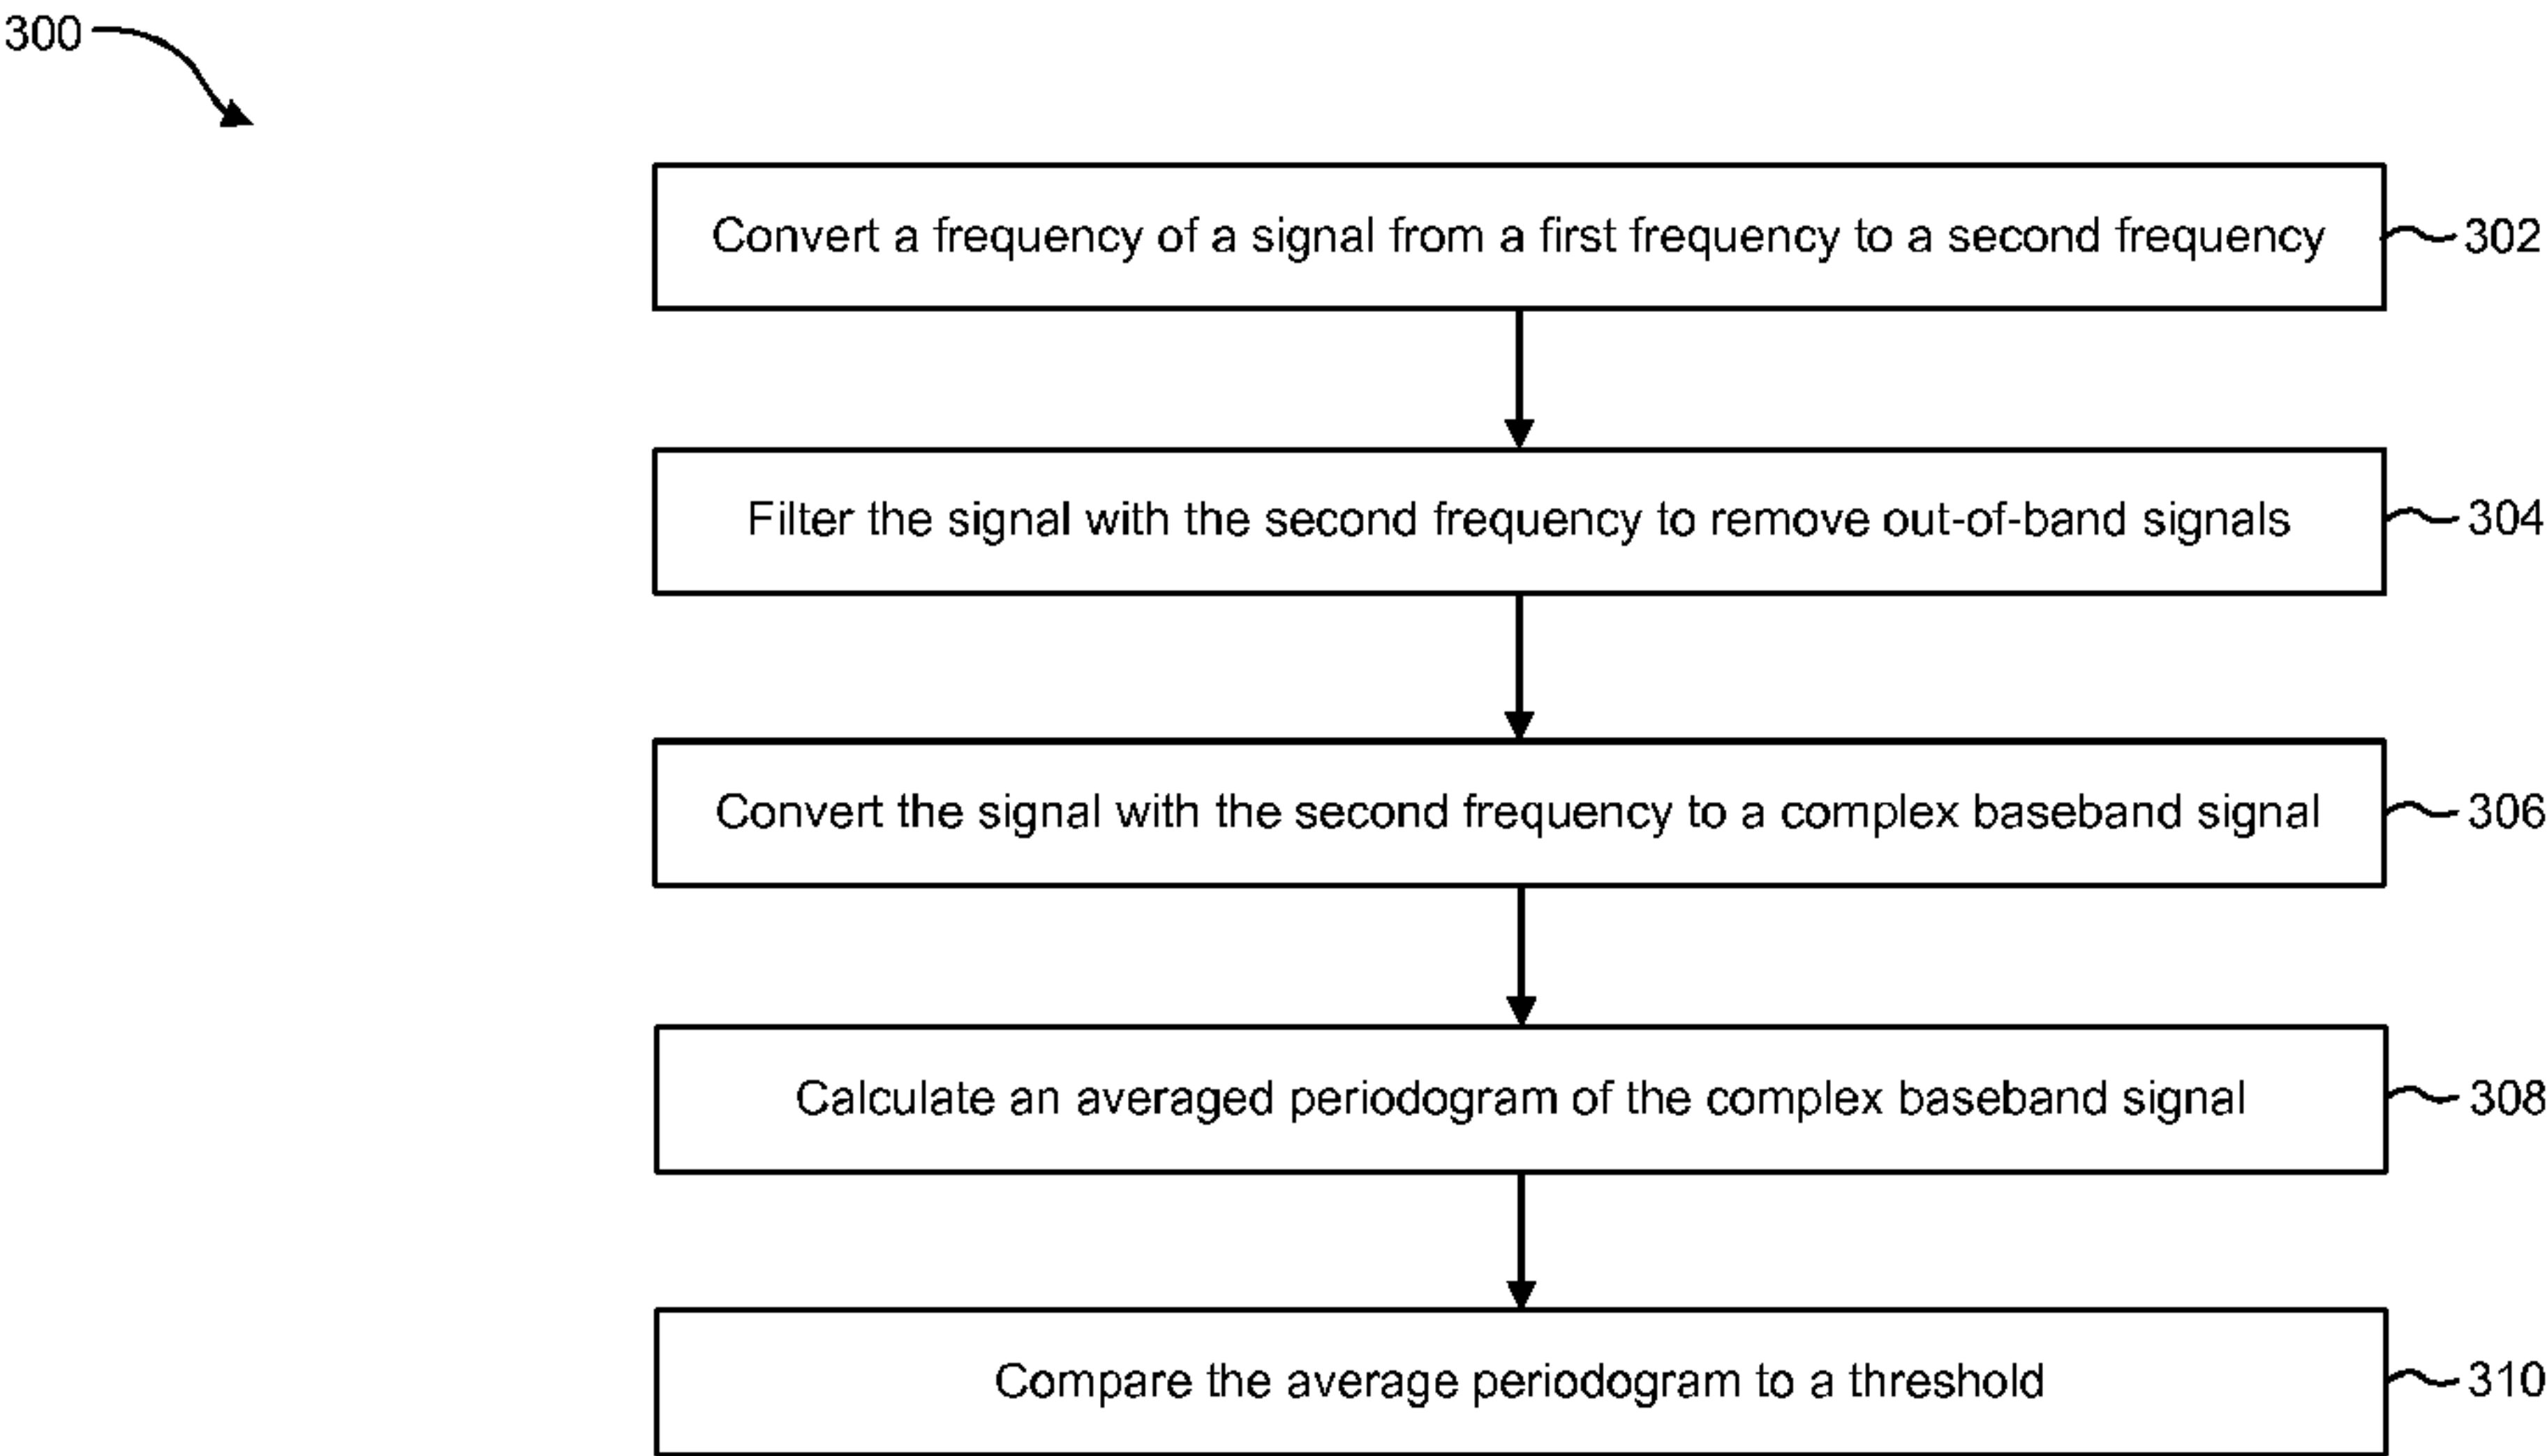 300
Convert a frequency of a signal from a first frequency to a second frequency
302
Filter the signal with the second frequency to remove out-of-band signals
304
Convert the signal with the second frequency to a complex baseband signal
306
Calculate an averaged periodogram of the complex baseband signal
308
Compare the average periodogram to a threshold
310